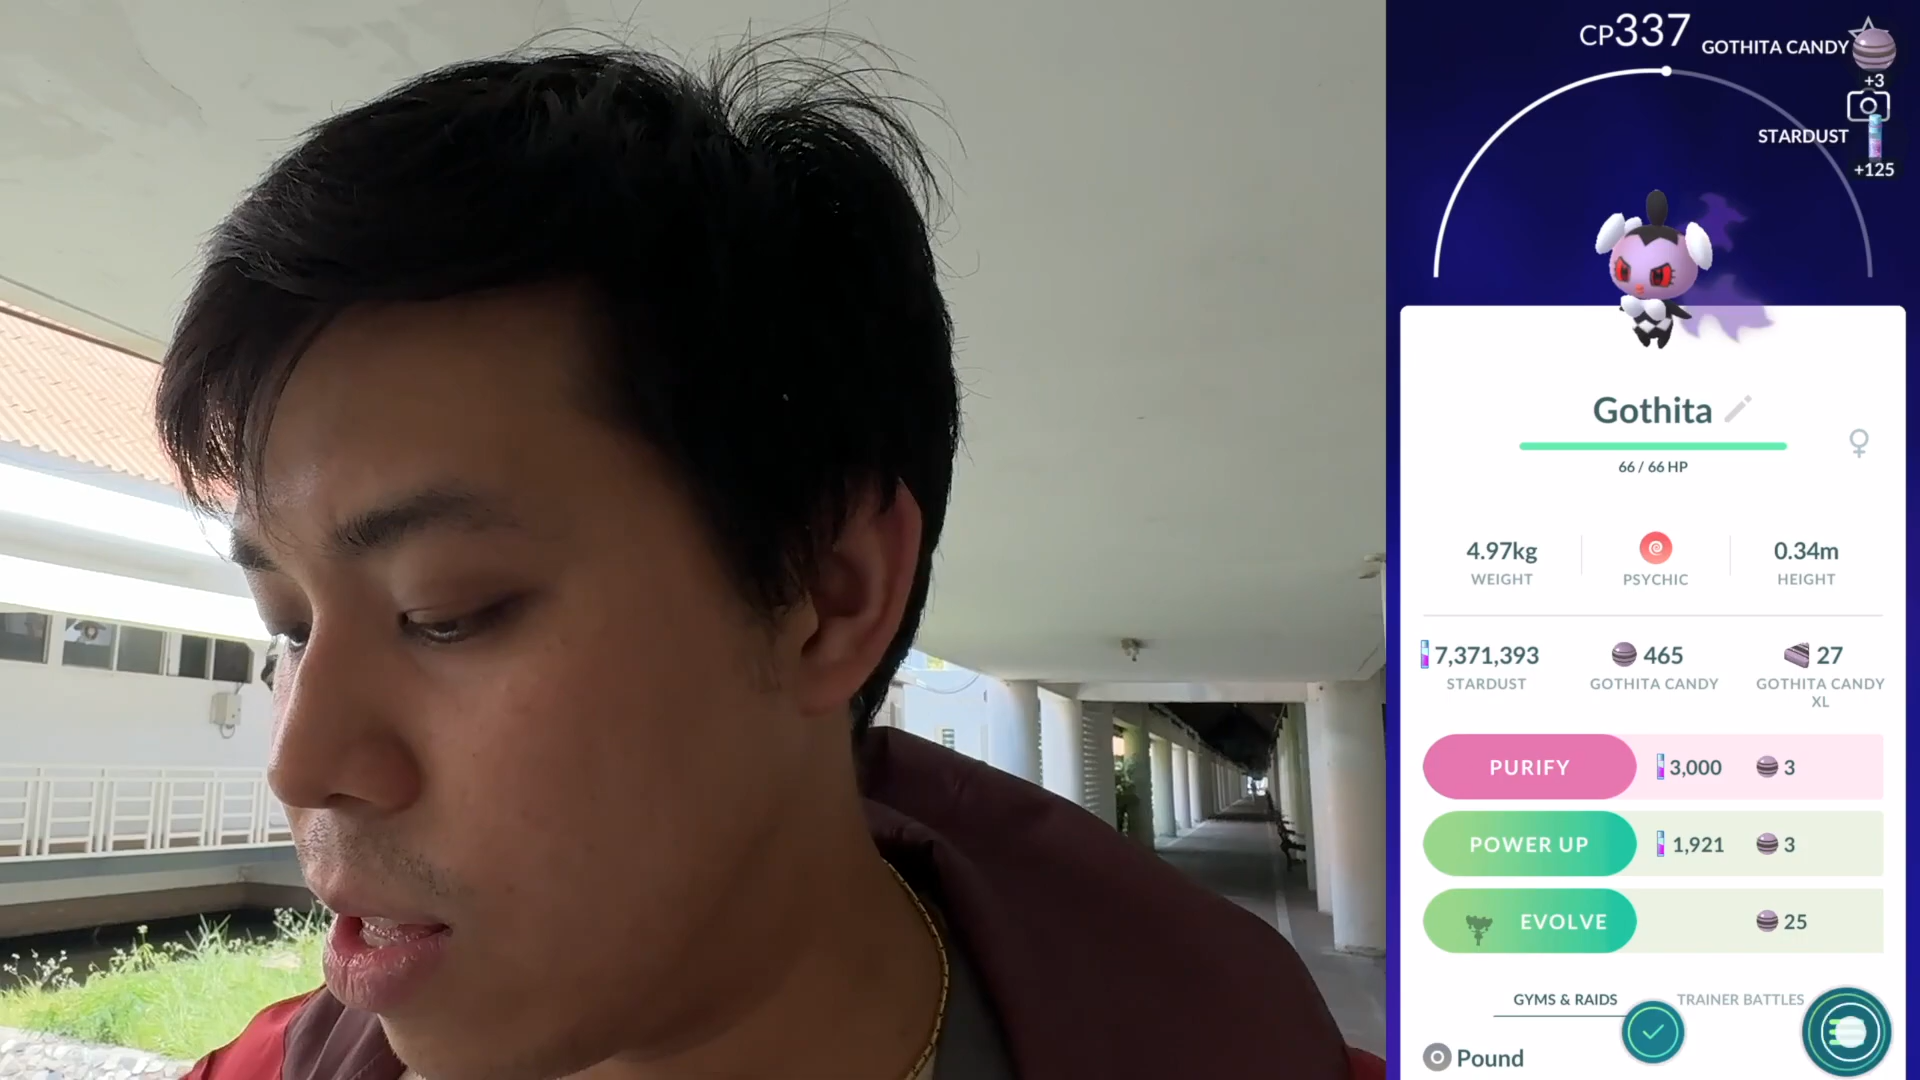 CP337
GOTHITA CANDY
+3
STARDUST
+125
Gothita
66 / 66 HP
4.97kg
WEIGHT
PSYCHIC
0.34m
HEIGHT
7,371,393
STARDUST
465
GOTHITA CANDY
27
GOTHITA CANDY
XL
PURIFY 3,000 3
POWER UP 1,921 3
EVOLVE 25
GYMS & RAIDS
TRAINER BATTLES
Pound